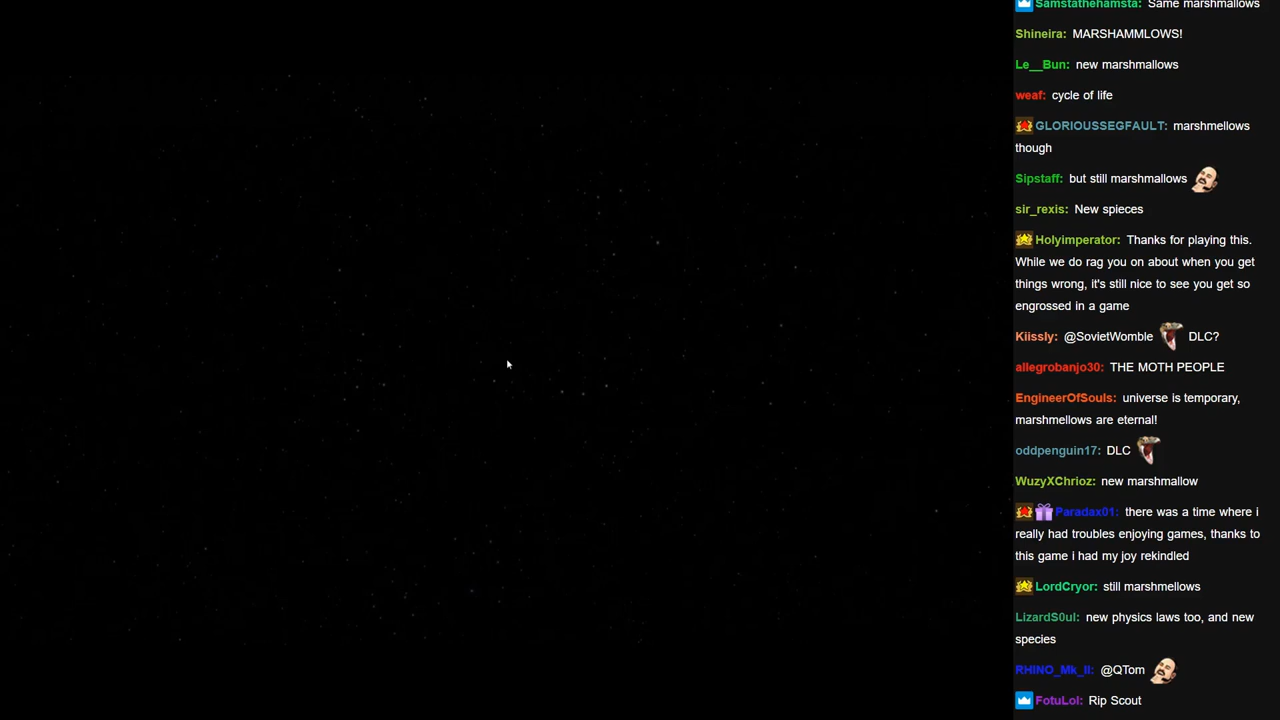 Samstathehamsta: Same marshmallows
Shineira: MARSHAMMLOWS!
Le__Bun: new marshmallows
weaf: cycle of life
GLORIOUSSEGFAULT: marshmellows
though
Sipstaff: but still marshmallows
sir_rexis: New spieces
Holyimperator: Thanks for playing this.
While we do rag you on about when you get
things wrong, it's still nice to see you get so
engrossed in a game
Kiissly: @SovietWomble DLC?
allegrobanjo30: THE MOTH PEOPLE
EngineerOfSouls: universe is temporary,
marshmellows are eternal!
oddpenguin17: DLC
WuzyXChrioz: new marshmallow
Paradax01: there was a time where i
really had troubles enjoying games, thanks to
this game i had my joy rekindled
LordCryor: still marshmellows
LizardS0ul: new physics laws too, and new
species
RHINO_Mk_II: @QTom
FotuLol: Rip Scout